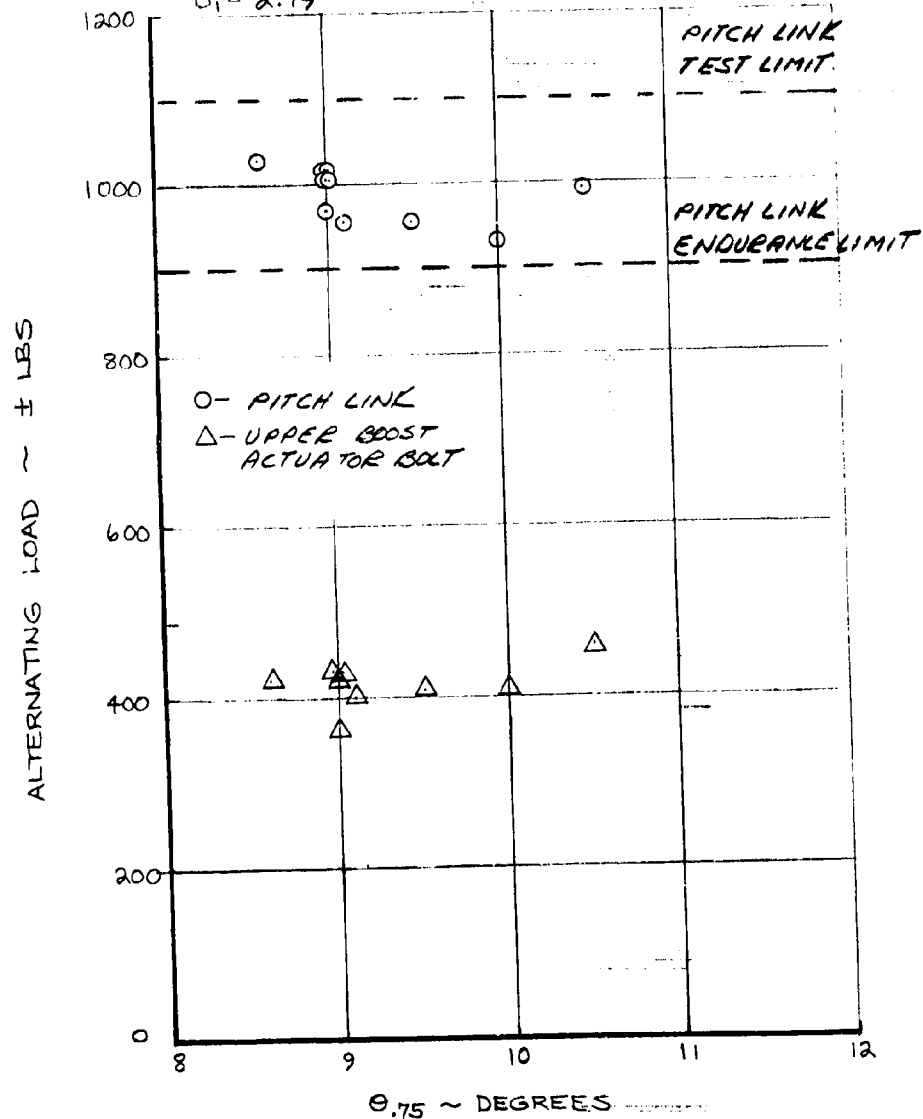 1200
PITCH LINK
TEST LIMIT
1000
PITCH LINK
ENDURANCE LIMIT
800
O- PITCH LINK
△- UPPER BOOST
ACTUATOR BOLT
600
400
200
0
8 9 10 11 12
ALTERNATING LOAD ~ ± LBS
θ.75 ~ DEGREES